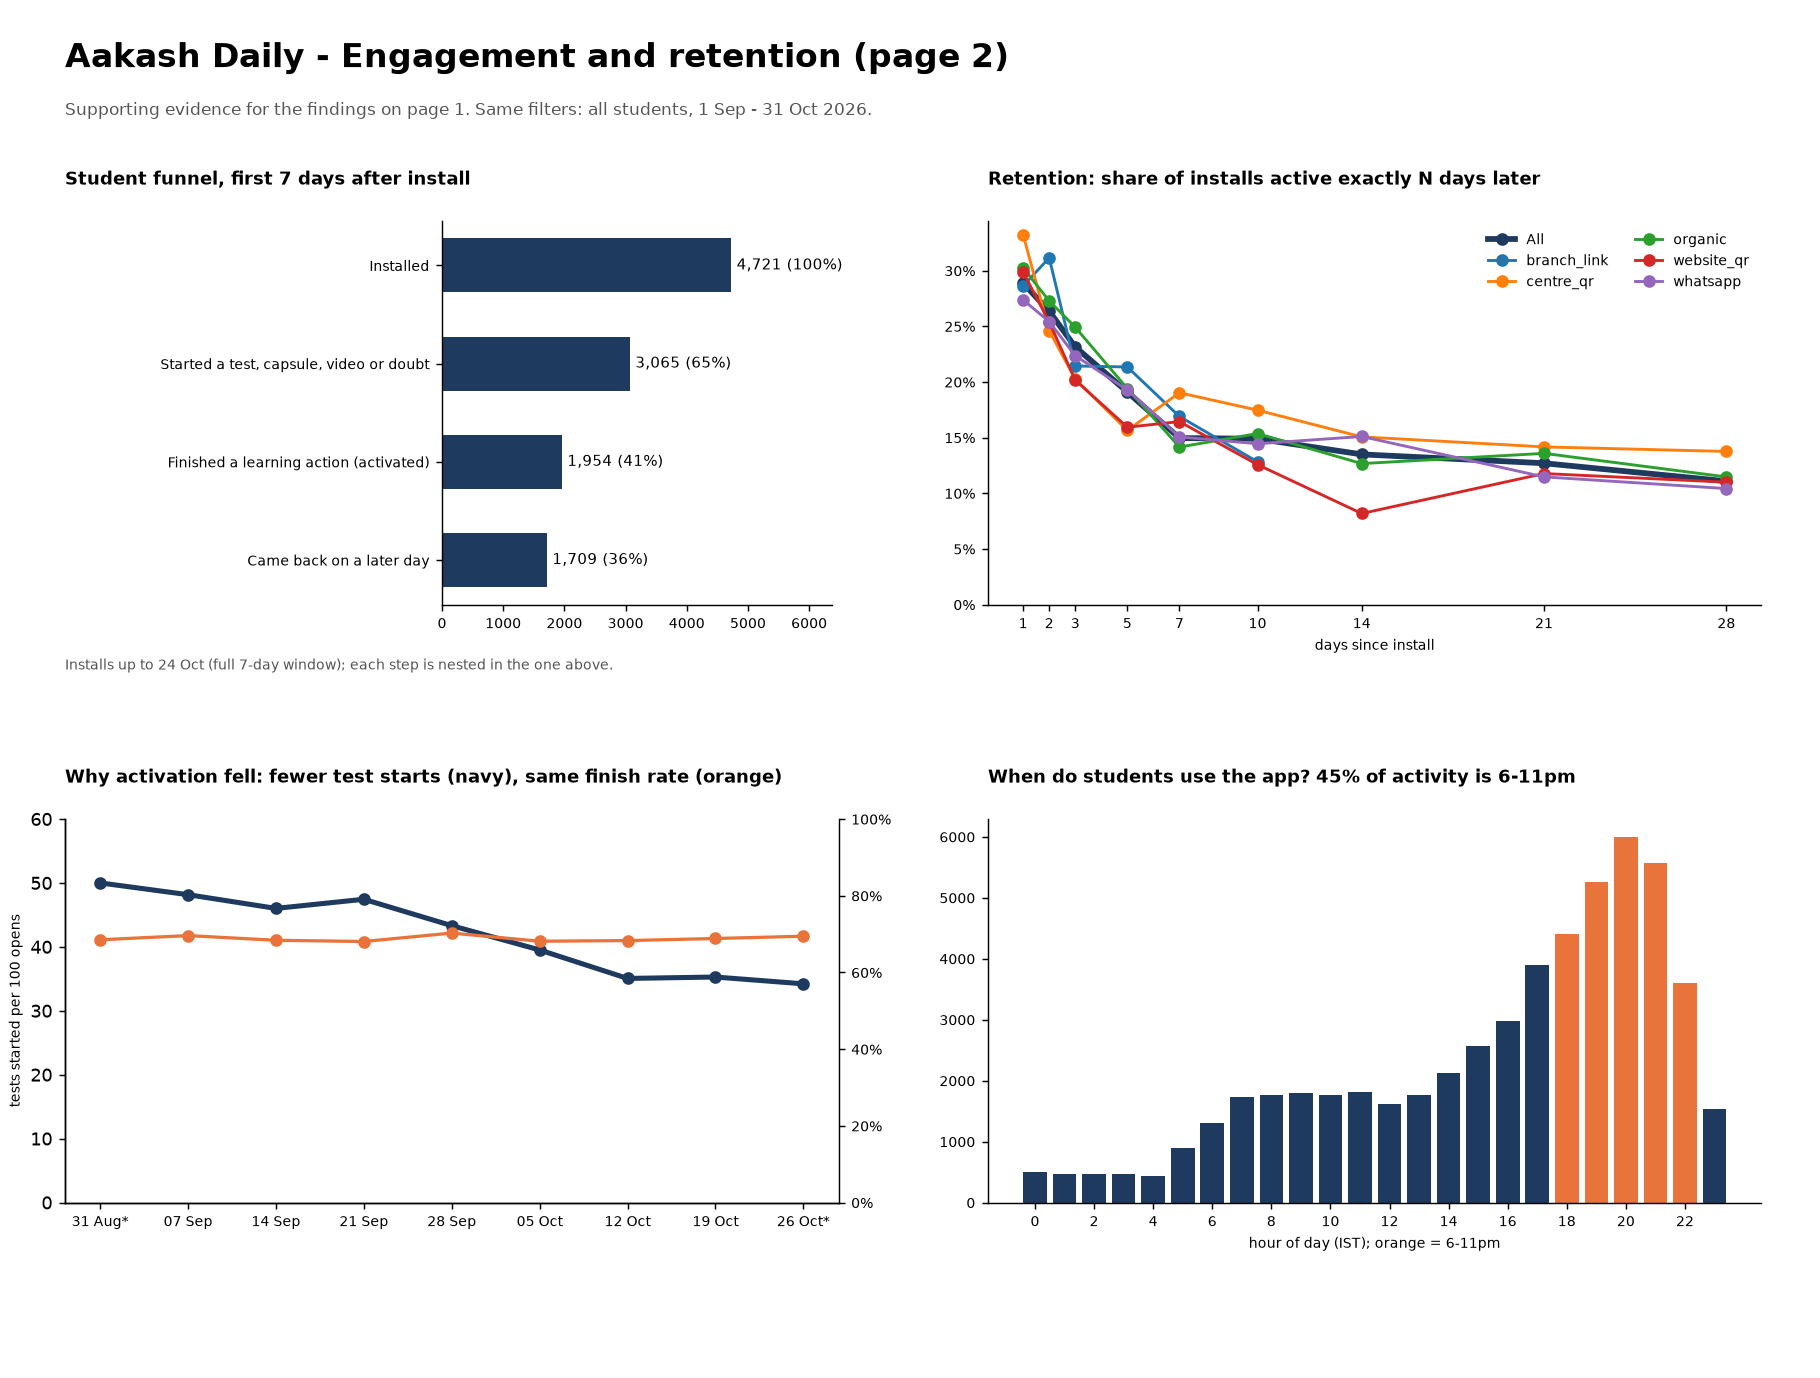 Aakash Daily - Engagement and retention (page 2)
Supporting evidence for the findings on page 1. Same filters: all students, 1 Sep - 31 Oct 2026.
Student funnel, first 7 days after install
Installed
4,721 (100%)
Started a test, capsule, video or doubt
3,065 (65%)
Finished a learning action (activated)
1,954 (41%)
Came back on a later day
1,709 (36%)
0 1000 2000 3000 4000 5000 6000
Installs up to 24 Oct (full 7-day window); each step is nested in the one above.
Retention: share of installs active exactly N days later
All
branch_link
centre_qr
organic
website_qr
whatsapp
30%
25%
20%
15%
10%
5%
0%
1 2 3 5 7 10 14 21 28
days since install
Why activation fell: fewer test starts (navy), same finish rate (orange)
tests started per 100 opens
60
50
40
30
20
10
0
100%
80%
60%
40%
20%
0%
31 Aug* 07 Sep 14 Sep 21 Sep 28 Sep 05 Oct 12 Oct 19 Oct 26 Oct*
When do students use the app? 45% of activity is 6-11pm
6000
5000
4000
3000
2000
1000
0
0 2 4 6 8 10 12 14 16 18 20 22
hour of day (IST); orange = 6-11pm